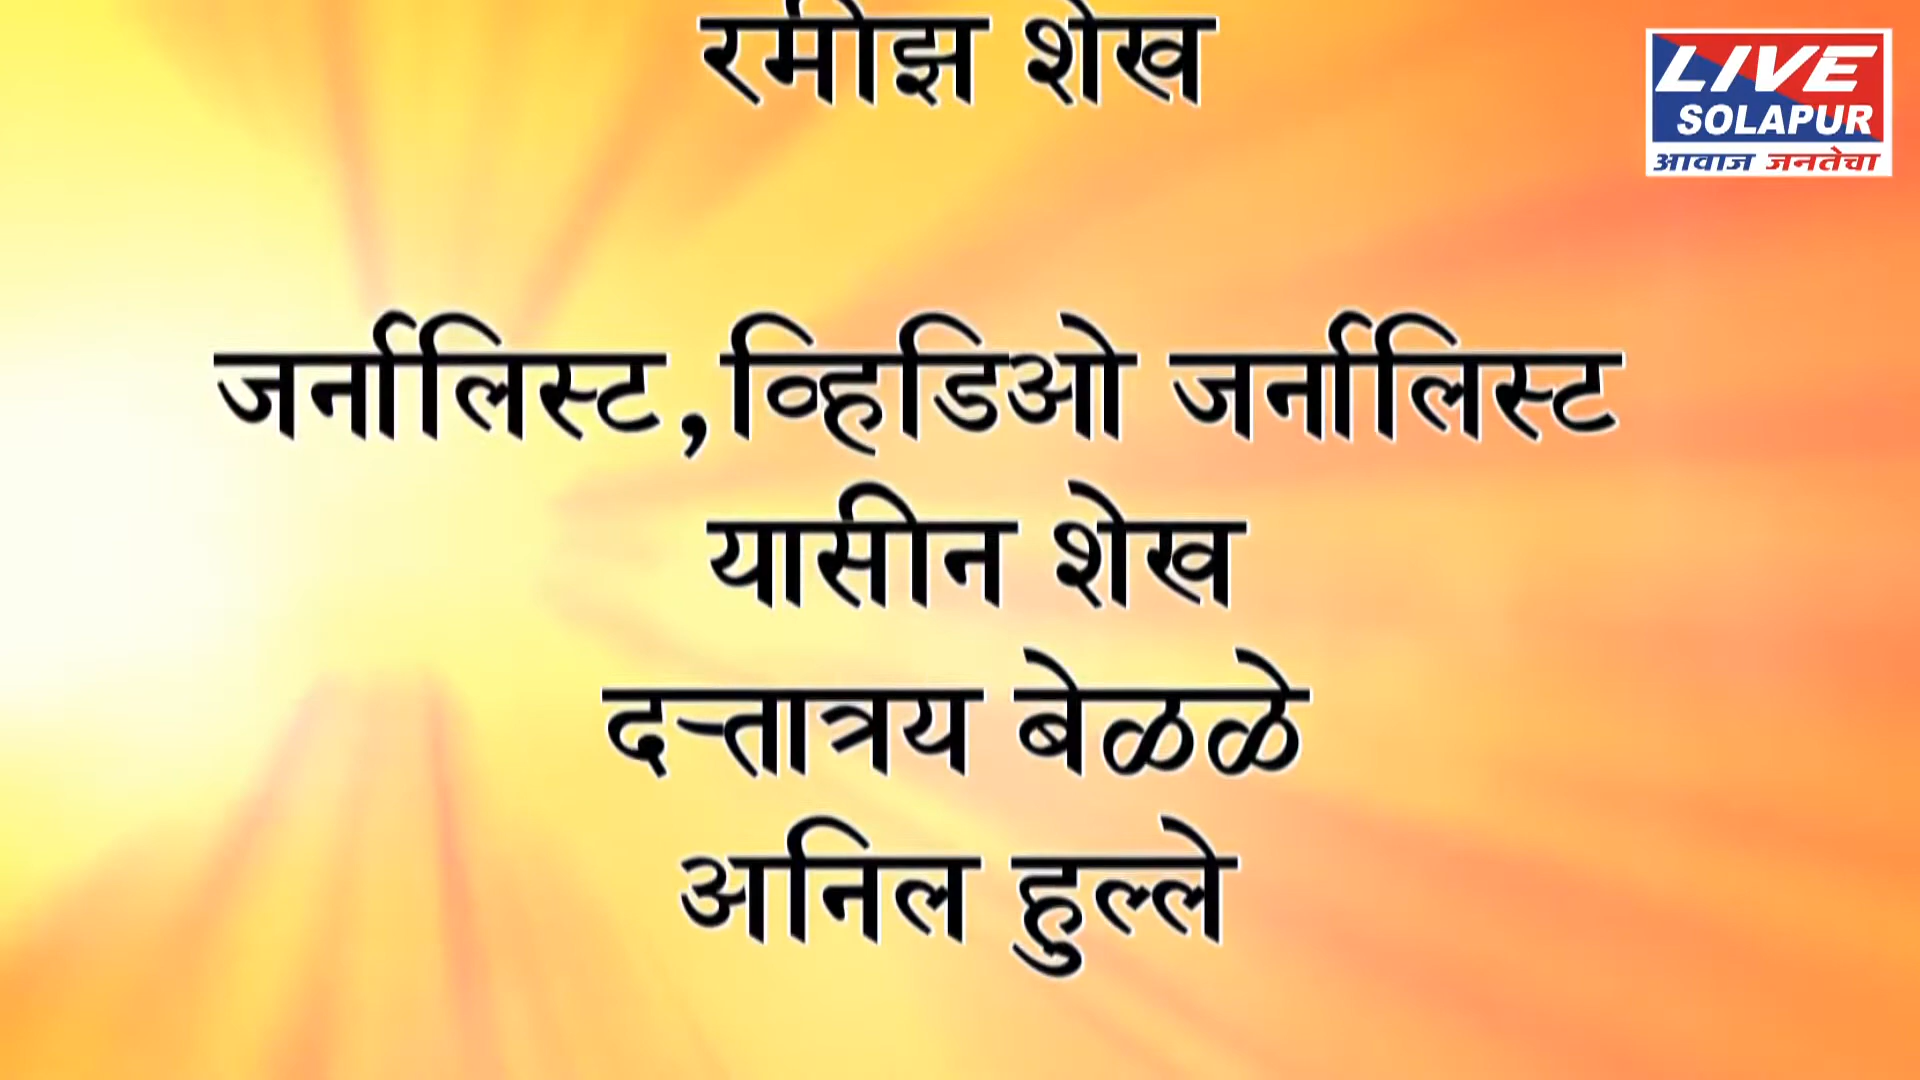 रमीझ शेख
LIVE
SOLAPUR
आवाज जनतेचा
जर्नालिस्ट,व्हिडिओ जर्नालिस्ट
यासीन शेख
दत्तात्रय बेळळे
अनिल हुल्ले